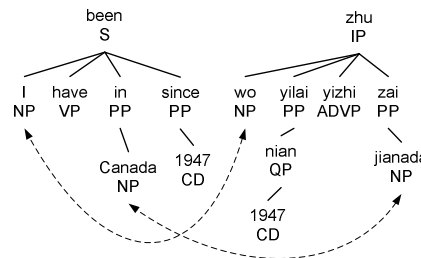 been zhu
S IP
I have in since wo yilai yizhi zai
NP VP PP PP NP PP ADVP PP
Canada 1947 nian jianada
NP CD QP NP
1947
CD